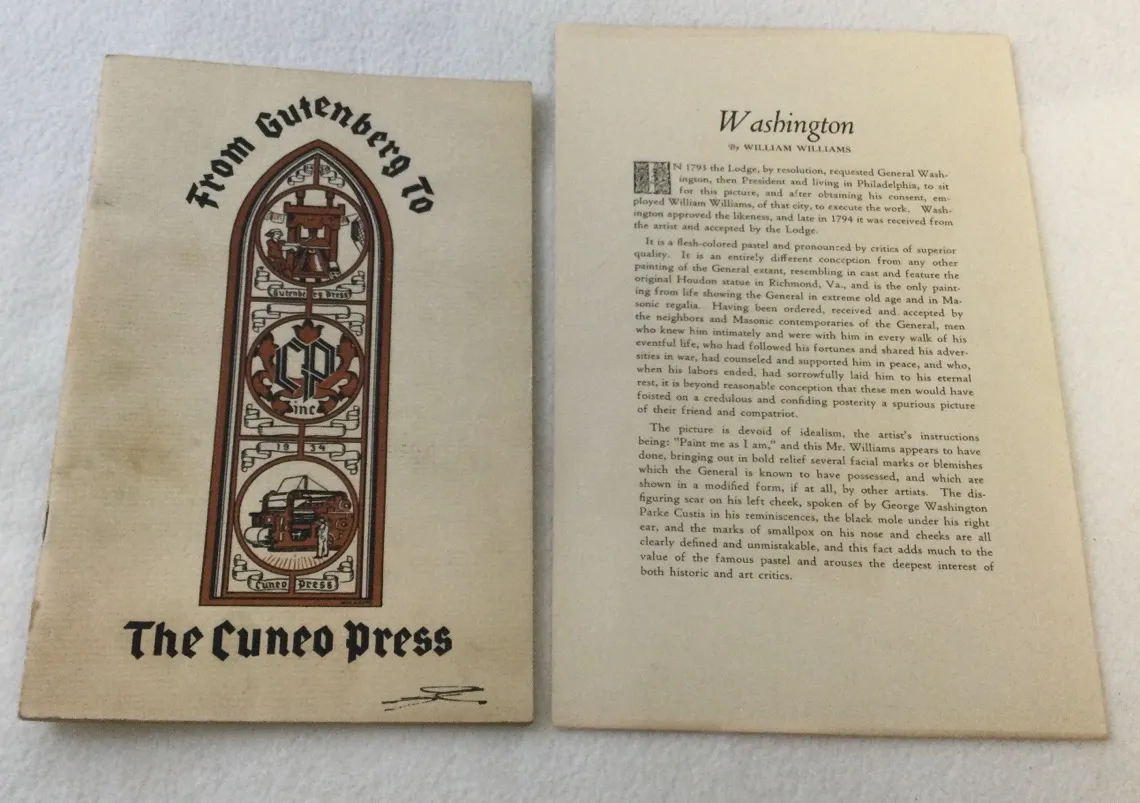 From Gutenberg To
Gutenberg Press
CP
inc
1934
Cuneo Press
The Cuneo Press
Washington
By WILLIAM WILLIAMS
IN 1793 the Lodge, by resolution, requested General Wash-
ington, then President and living in Philadelphia, to sit
for this picture, and after obtaining his consent, em-
ployed William Williams, of that city, to execute the work. Wash-
ington approved the likeness, and late in 1794 it was received from
the artist and accepted by the Lodge.
It is a flesh-colored pastel and pronounced by critics of superior
quality. It is an entirely different conception from any other
painting of the General extant, resembling in cast and feature the
original Houdon statue in Richmond, Va., and is the only paint-
ing from life showing the General in extreme old age and in Ma-
sonic regalia. Having been ordered, received and accepted by
the neighbors and Masonic contemporaries of the General, men
who knew him intimately and were with him in every walk of his
eventful life, who had followed his fortunes and shared his adver-
sities in war, had counseled and supported him in peace, and who,
when his labors ended, had sorrowfully laid him to his eternal
rest, it is beyond reasonable conception that these men would have
foisted on a credulous and confiding posterity a spurious picture
of their friend and compatriot.
The picture is devoid of idealism, the artist's instructions
being: "Paint me as I am," and this Mr. Williams appears to have
done, bringing out in bold relief several facial marks or blemishes
which the General is known to have possessed, and which are
shown in a modified form, if at all, by other artists. The dis-
figuring scar on his left cheek, spoken of by George Washington
Parke Custis in his reminiscences, the black mole under his right
ear, and the marks of smallpox on his nose and cheeks are all
clearly defined and unmistakable, and this fact adds much to the
value of the famous pastel and arouses the deepest interest of
both historic and art critics.